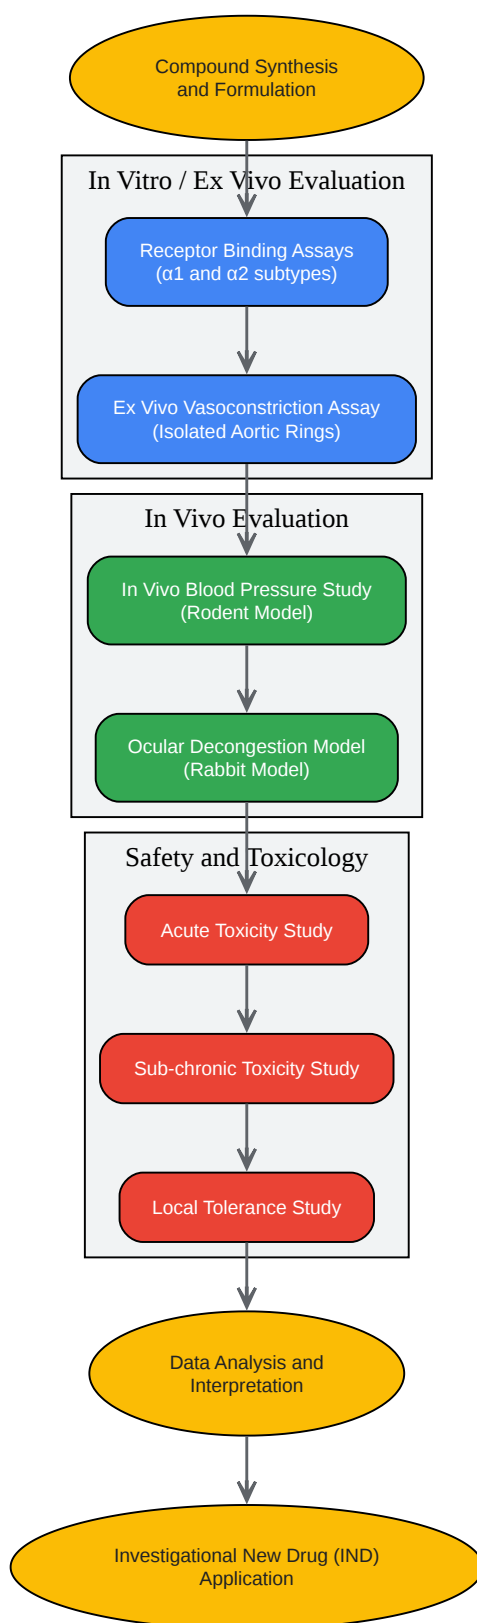 Compound Synthesis
and Formulation
In Vitro / Ex Vivo Evaluation
Receptor Binding Assays
(α1 and α2 subtypes)
Ex Vivo Vasoconstriction Assay
(Isolated Aortic Rings)
In Vivo Evaluation
In Vivo Blood Pressure Study
(Rodent Model)
Ocular Decongestion Model
(Rabbit Model)
Safety and Toxicology
Acute Toxicity Study
Sub-chronic Toxicity Study
Local Tolerance Study
Data Analysis and
Interpretation
Investigational New Drug (IND)
Application